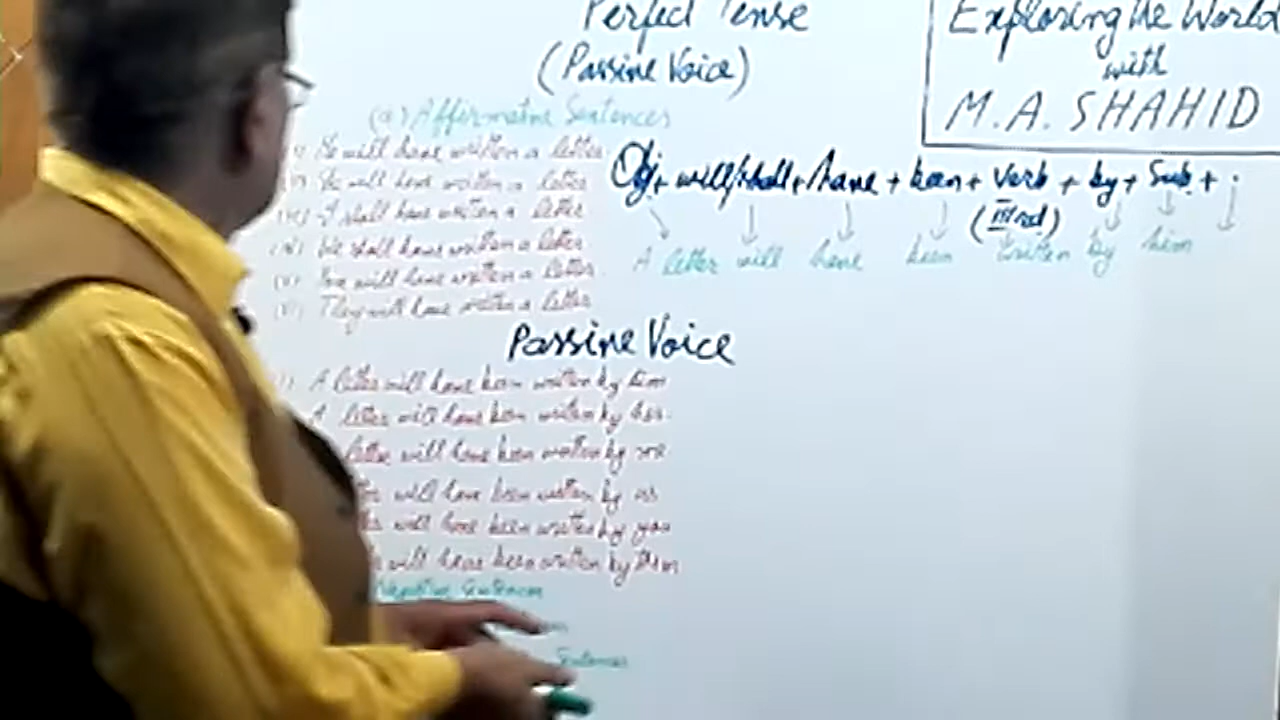 Perfect Tense
(Passive Voice)
Exploring the World
with
M.A. SHAHID
(a) Affirmative Sentences
He will have written a letter.
She will have written a letter
I shall have written a letter
Obj + will/shall + have + been + verb + by + Sub + .
(IIIrd)
(iv) We shall have written a letter
A letter will have been written by him
(v) You will have written a letter.
They will have written a letter
Passive Voice
A letter will have been written by him
A letter will have been written by her.
letter will have been written by me
will have been written by us
will have been written by you
will have been written by them
Negative Sentences
Sentences